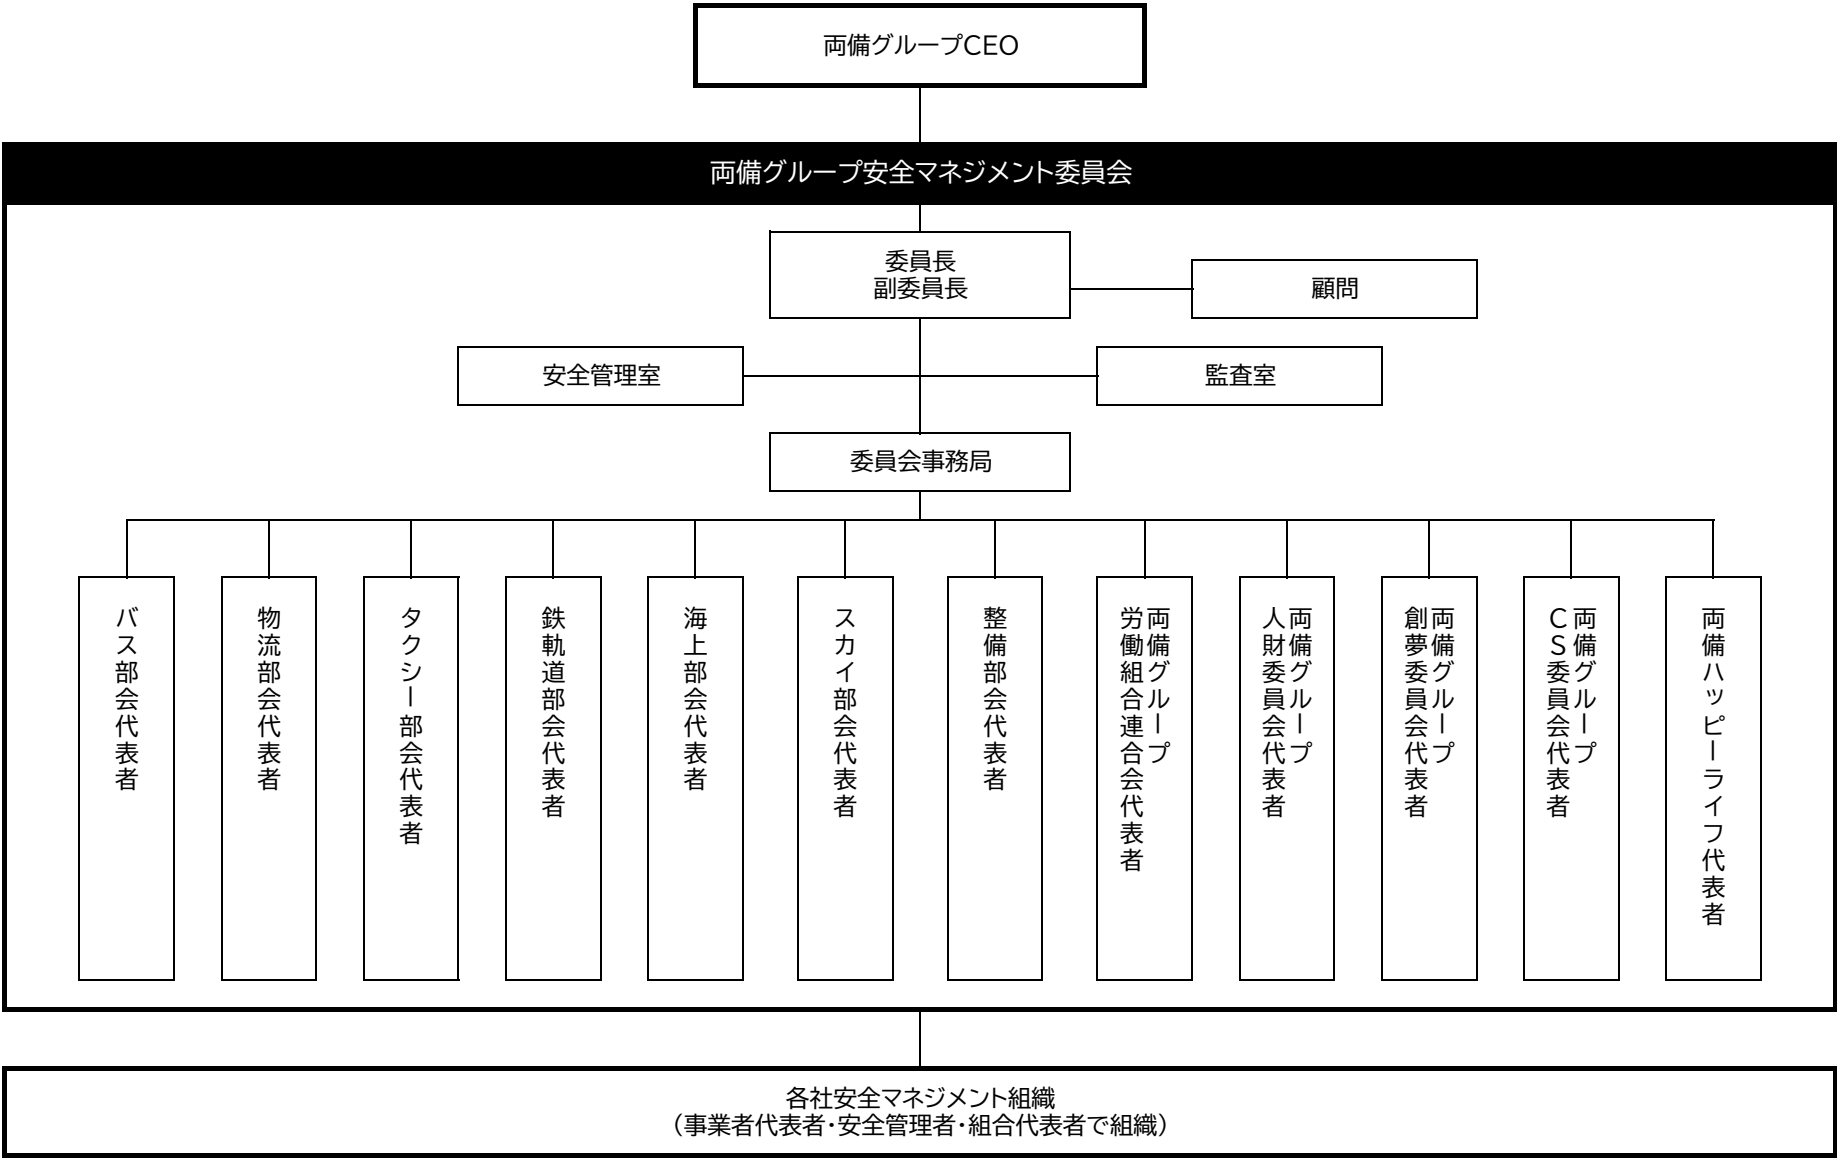 両備グループCEO
両備グループ安全マネジメント委員会
委員長
副委員長
顧問
安全管理室
監査室
委員会事務局
バス部会代表者
物流部会代表者
タクシー部会代表者
鉄軌道部会代表者
海上部会代表者
スカイ部会代表者
整備部会代表者
両備グループ
労働組合連合会代表者
両備グループ
人財委員会代表者
両備グループ
創夢委員会代表者
両備グループ
CS委員会代表者
両備ハッピーライフ代表者
各社安全マネジメント組織
（事業者代表者・安全管理者・組合代表者で組織）